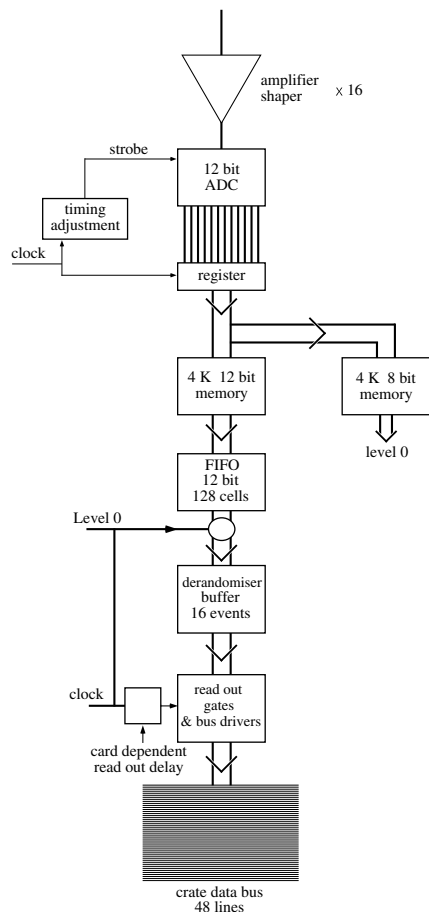 amplifier
shaper
x 16
strobe
12 bit
ADC
timing
adjustment
clock
register
4 K 12 bit
memory
4 K 8 bit
memory
level 0
FIFO
12 bit
128 cells
Level 0
derandomiser
buffer
16 events
clock
read out
gates
& bus drivers
card dependent
read out delay
crate data bus
48 lines